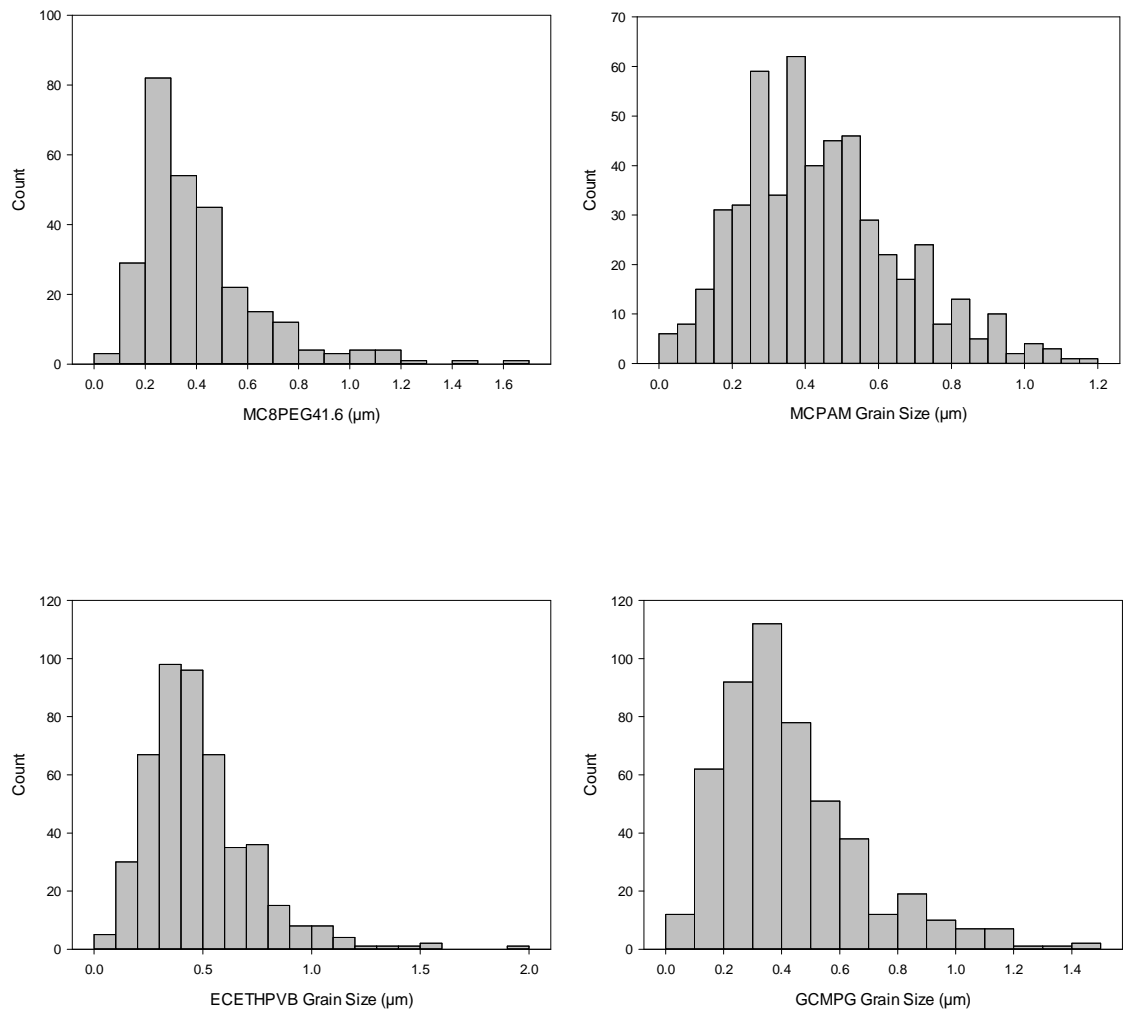 100
80
60
40
20
0
Count
0.0 0.2 0.4 0.6 0.8 1.0 1.2 1.4 1.6
MC8PEG41.6 (µm)
70
60
50
40
30
20
10
0
Count
0.0 0.2 0.4 0.6 0.8 1.0 1.2
MCPAM Grain Size (µm)
120
100
80
60
40
20
0
Count
0.0 0.5 1.0 1.5 2.0
ECETHPVB Grain Size (µm)
120
100
80
60
40
20
0
Count
0.0 0.2 0.4 0.6 0.8 1.0 1.2 1.4
GCMPG Grain Size (µm)